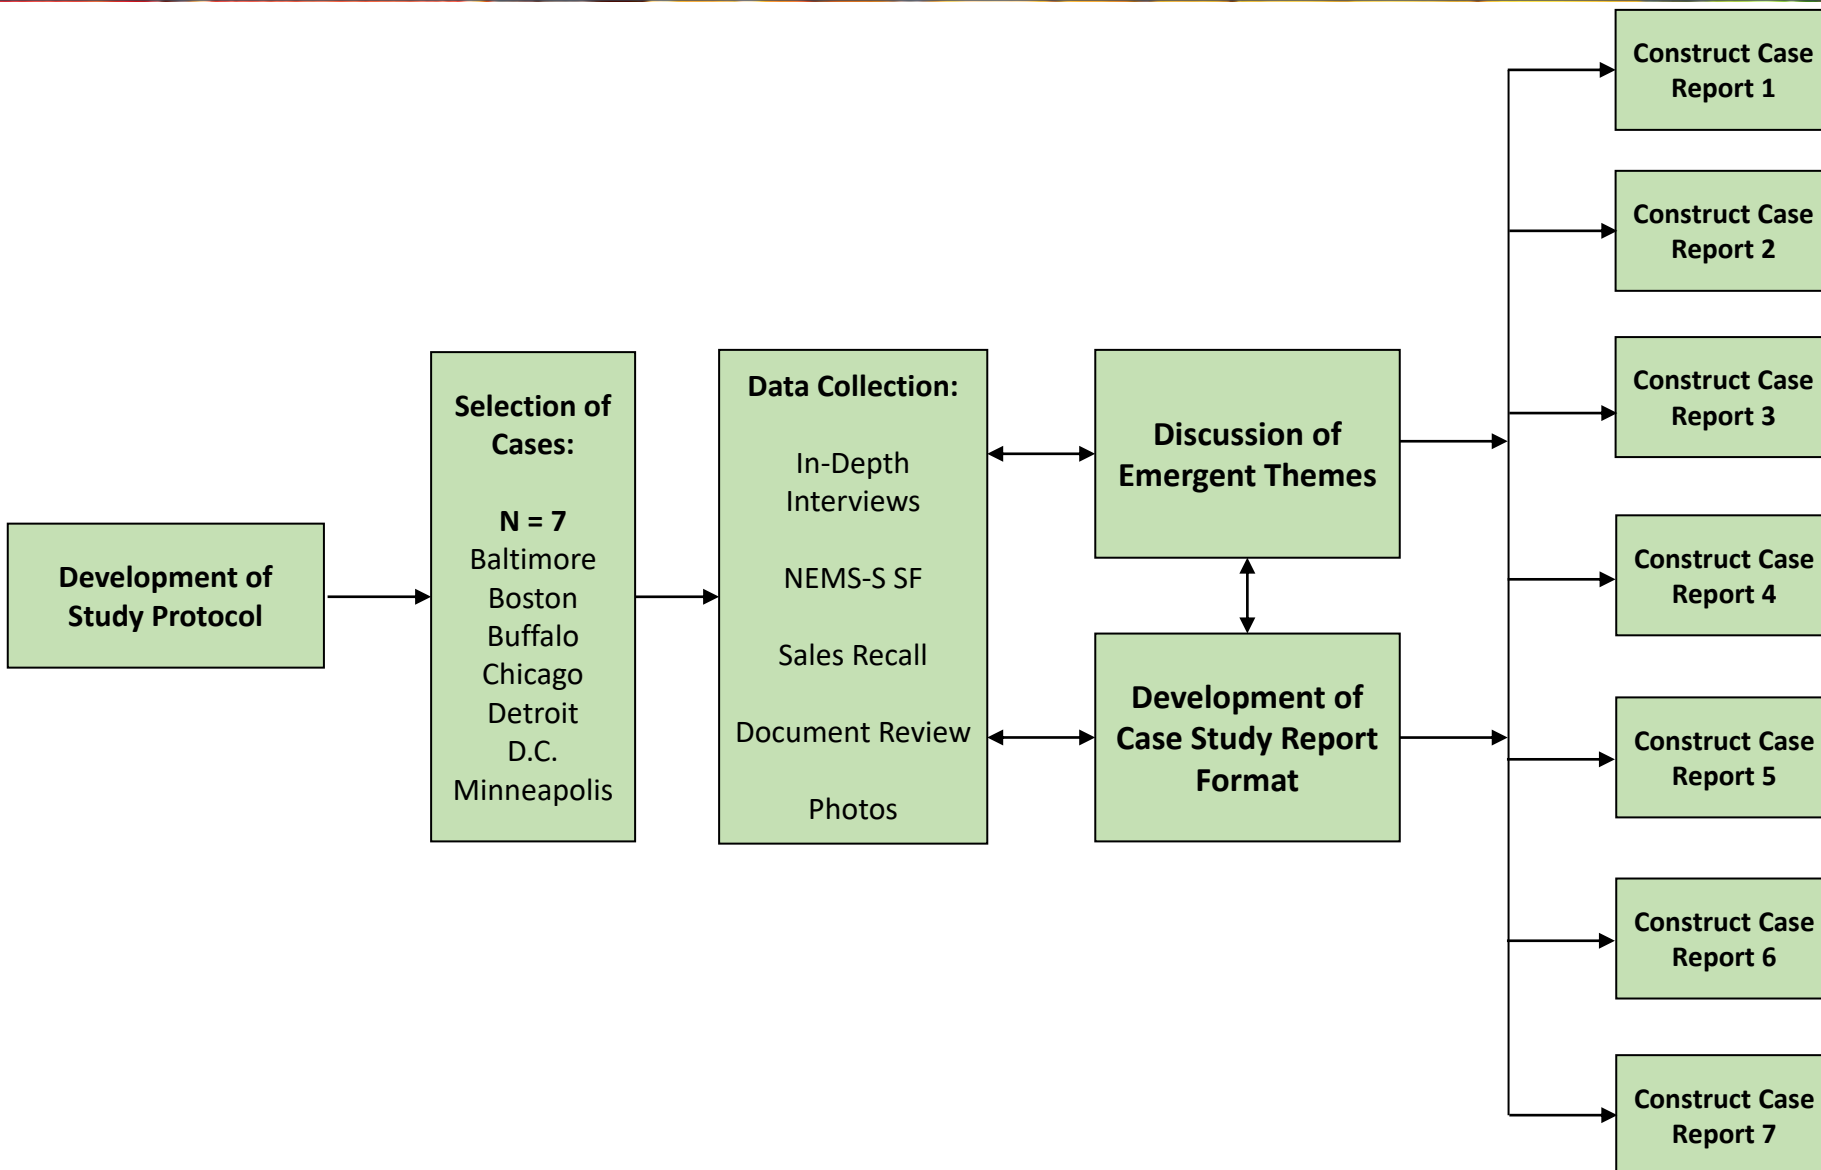 Development of
Study Protocol
Selection of
Cases:
N = 7
Baltimore
Boston
Buffalo
Chicago
Detroit
D.C.
Minneapolis
Data Collection:
In-Depth
Interviews
NEMS-S SF
Sales Recall
Document Review
Photos
Discussion of
Emergent Themes
Development of
Case Study Report
Format
Construct Case
Report 1
Construct Case
Report 2
Construct Case
Report 3
Construct Case
Report 4
Construct Case
Report 5
Construct Case
Report 6
Construct Case
Report 7